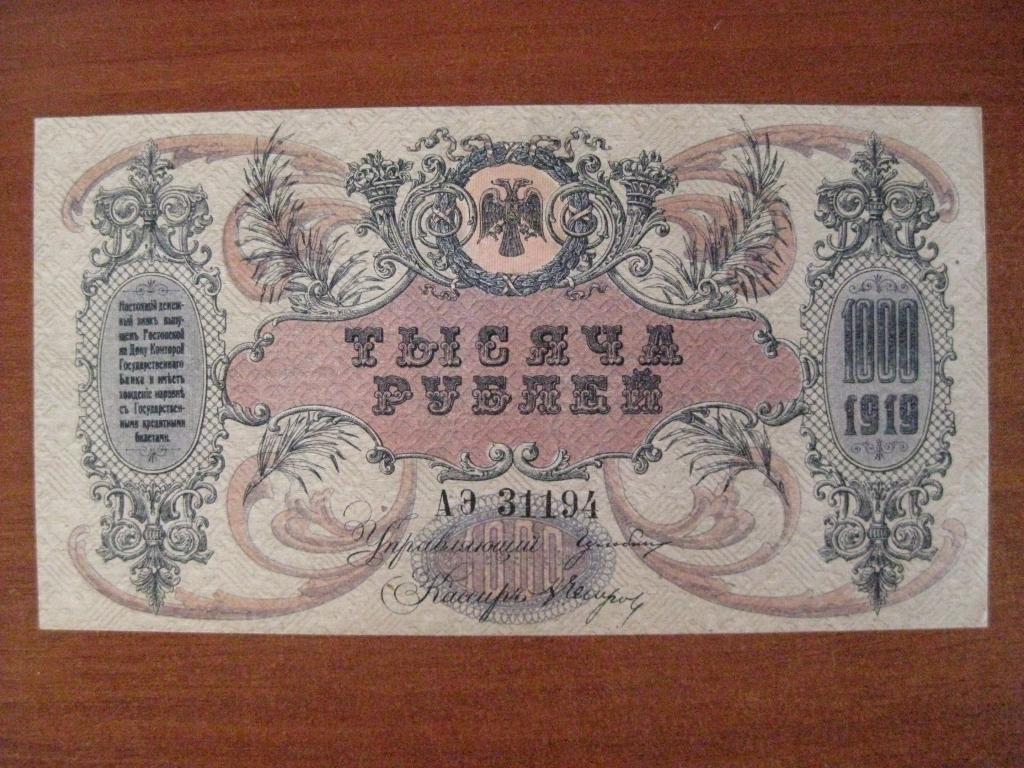 Настоящій денеж-
ный знакъ выпу-
щенъ Ростовской
на Дону Конторой
Государственнаго
Банка и имѣетъ
хожденіе наравнѣ
съ Государствен-
ными кредитными
билетами.
ТЫСЯЧА
РУБЛЕЙ
1000
1919
АЭ 31194
1000
Управляющій
Кассиръ